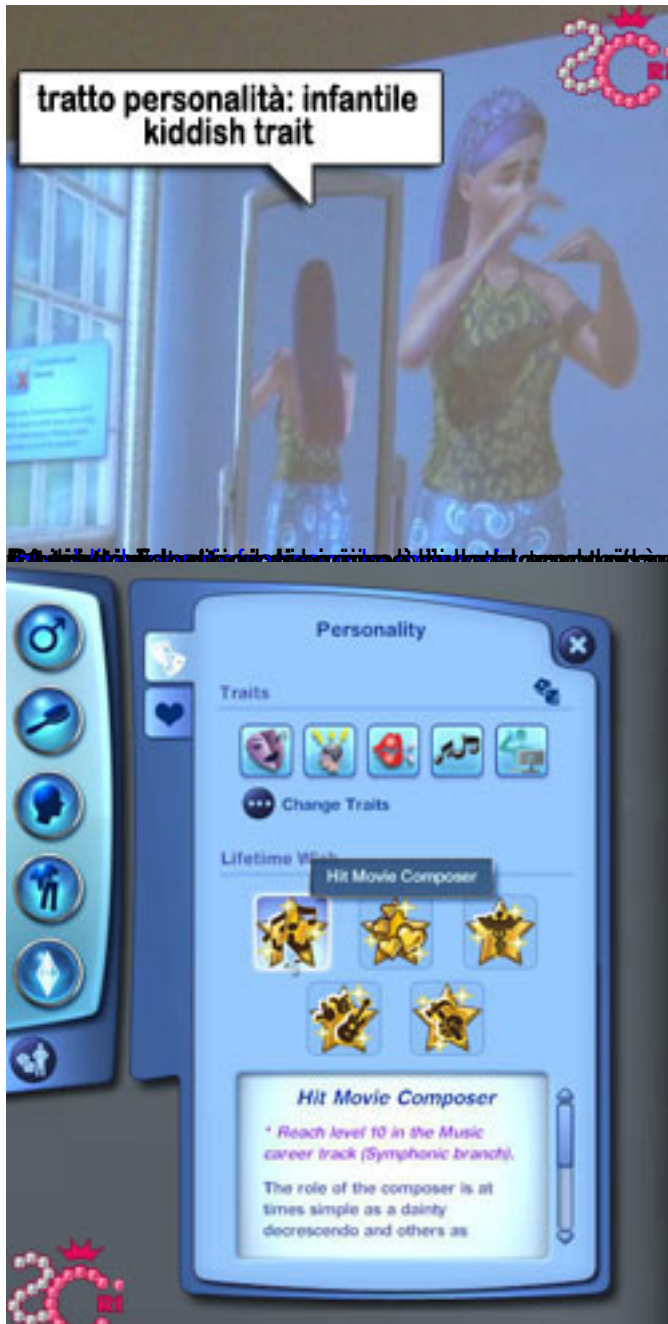 tratto personalità: infantile
kiddish trait
Personality
Traits
Change Traits
Lifetime Wish
Hit Movie Composer
Hit Movie Composer
* Reach level 10 in the Music
career track (Symphonic branch).
The role of the composer is at
times simple as a dainty
decrescendo and others as